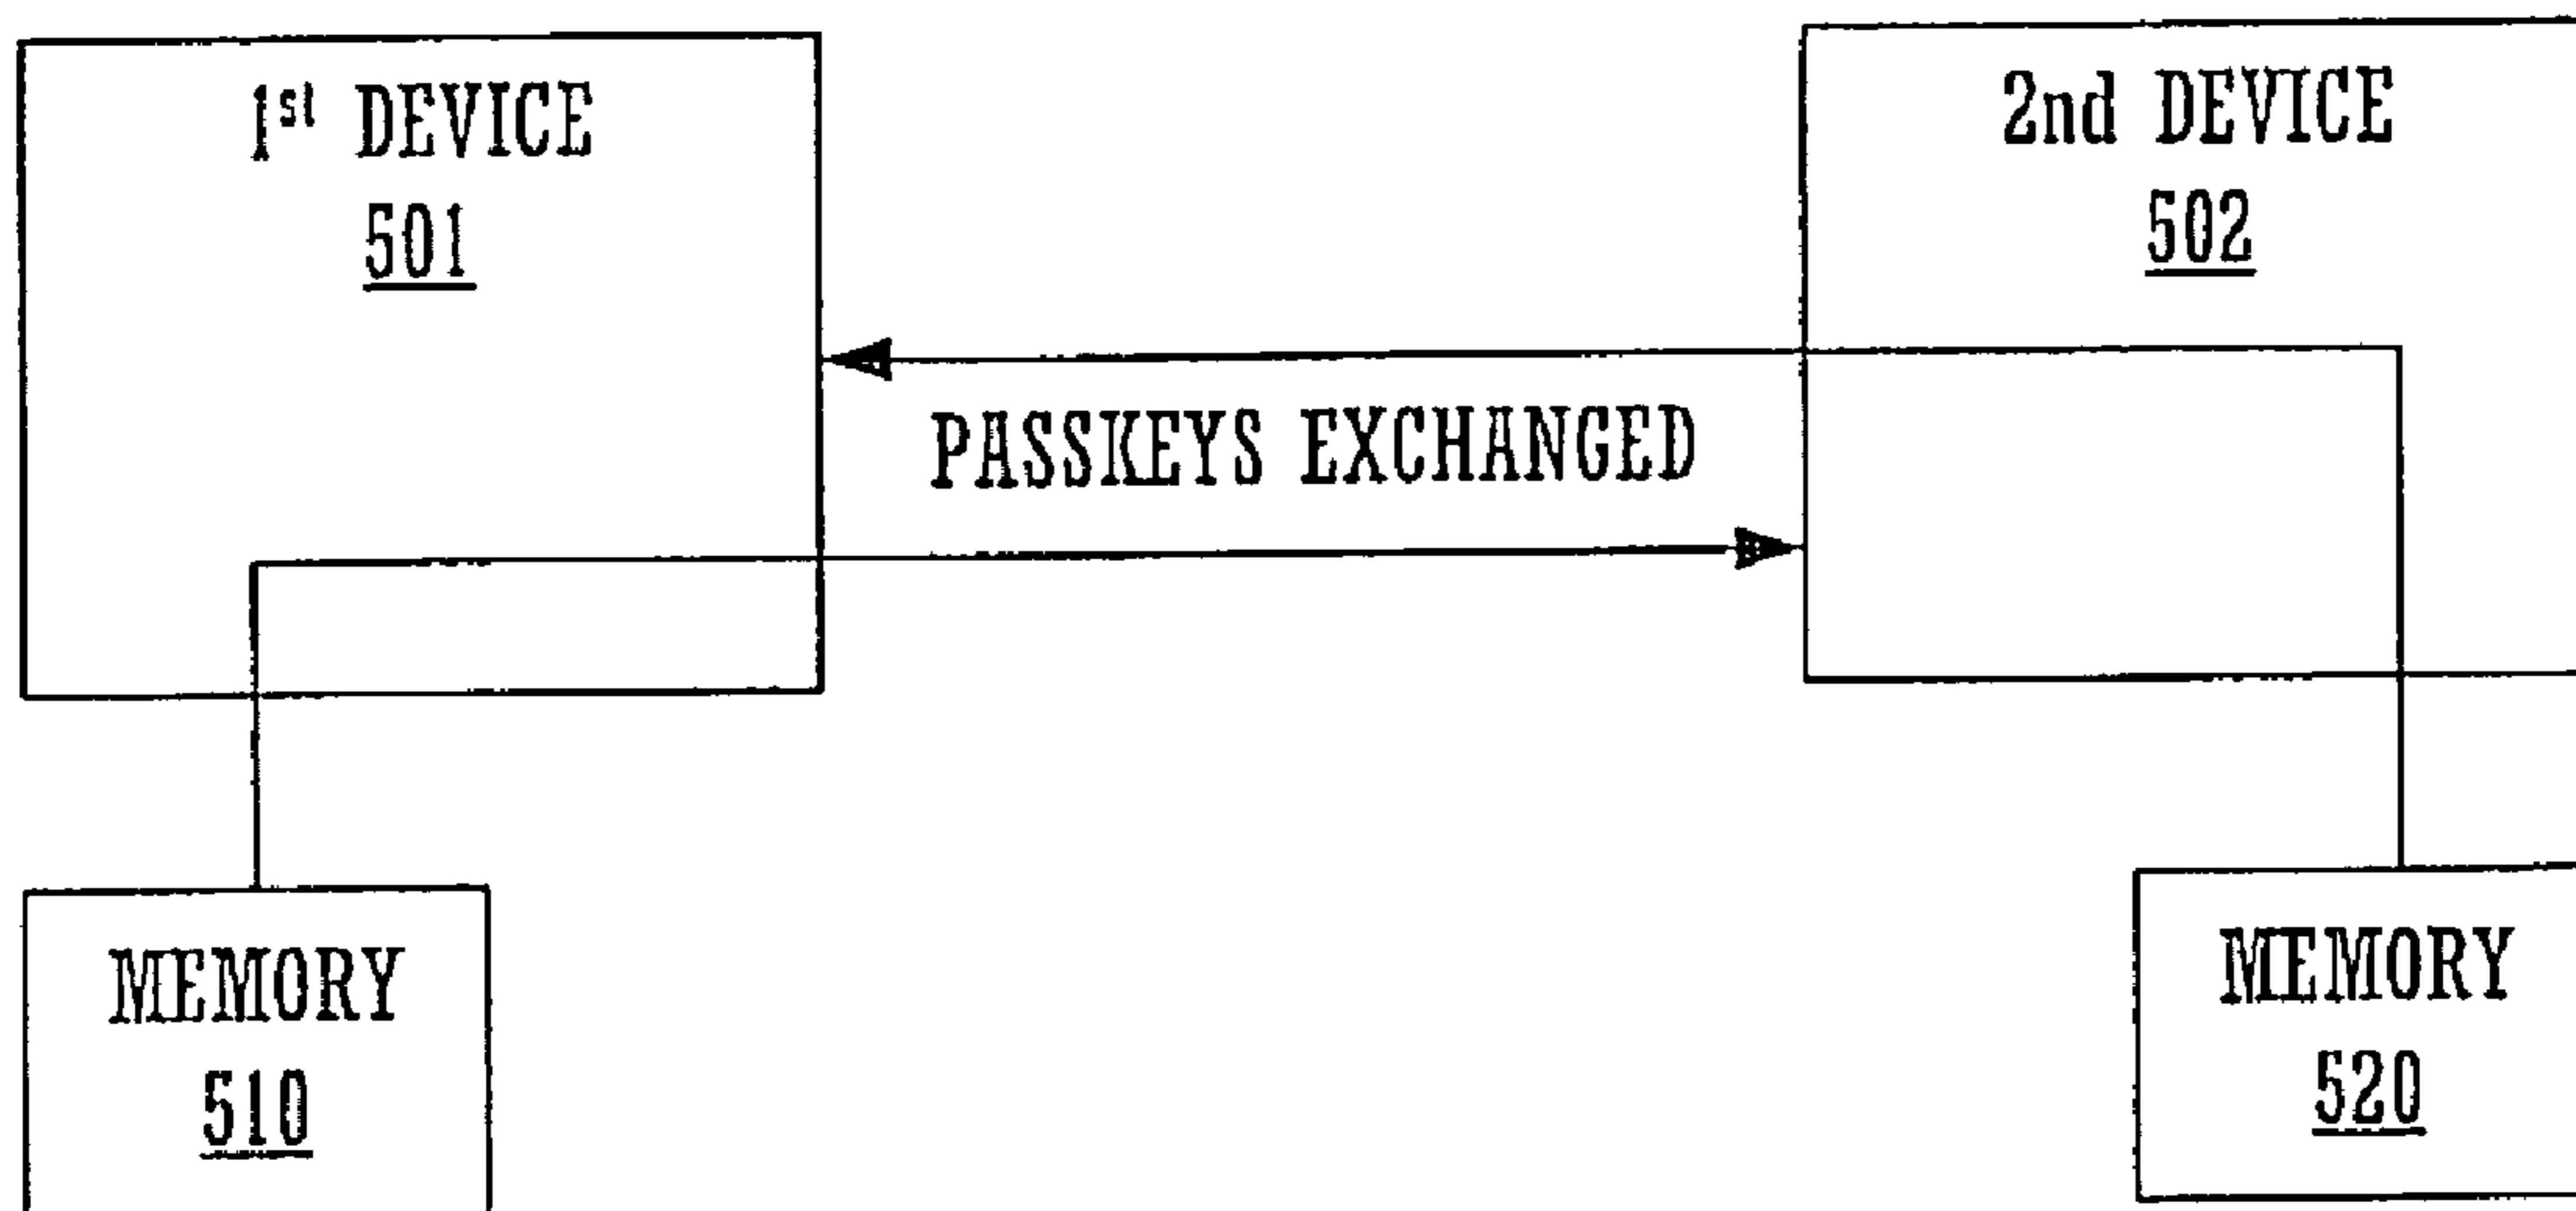 1st DEVICE
501
2nd DEVICE
502
PASSKEYS EXCHANGED
MEMORY
510
MEMORY
520